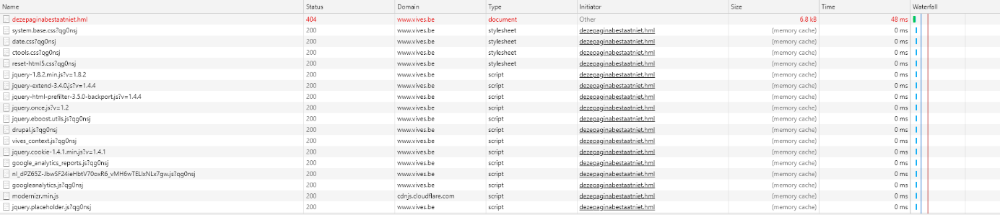 Name Status Domain Type Initiator Size Time Waterfall
dezepaginabestaatniet.hml 404 www.vives.be document Other 6.8 kB 48 ms
system.base.css?qg0nsj 200 www.vives.be stylesheet dezepaginabestaatniet.hml (memory cache) 0 ms
date.css?qg0nsj 200 www.vives.be stylesheet dezepaginabestaatniet.hml (memory cache) 0 ms
ctools.css?qg0nsj 200 www.vives.be stylesheet dezepaginabestaatniet.hml (memory cache) 0 ms
reset-html5.css?qg0nsj 200 www.vives.be stylesheet dezepaginabestaatniet.hml (memory cache) 0 ms
jquery-1.8.2.min.js?v=1.8.2 200 www.vives.be script dezepaginabestaatniet.hml (memory cache) 0 ms
jquery-extend-3.4.0.js?v=1.4.4 200 www.vives.be script dezepaginabestaatniet.hml (memory cache) 0 ms
jquery-html-prefilter-3.5.0-backport.js?v=1.4.4 200 www.vives.be script dezepaginabestaatniet.hml (memory cache) 0 ms
jquery.once.js?v=1.2 200 www.vives.be script dezepaginabestaatniet.hml (memory cache) 0 ms
jquery.eboost.utils.js?qg0nsj 200 www.vives.be script dezepaginabestaatniet.hml (memory cache) 0 ms
drupal.js?qg0nsj 200 www.vives.be script dezepaginabestaatniet.hml (memory cache) 0 ms
vives_context.js?qg0nsj 200 www.vives.be script dezepaginabestaatniet.hml (memory cache) 0 ms
jquery.cookie-1.4.1.min.js?v=1.4.1 200 www.vives.be script dezepaginabestaatniet.hml (memory cache) 0 ms
google_analytics_reports.js?qg0nsj 200 www.vives.be script dezepaginabestaatniet.hml (memory cache) 0 ms
nl_dPZ65Z-JbwSF24ieHbtV70oxR6_vMH6wTELlxNLx7gw.js?qg0nsj 200 www.vives.be script dezepaginabestaatniet.hml (memory cache) 0 ms
googleanalytics.js?qg0nsj 200 www.vives.be script dezepaginabestaatniet.hml (memory cache) 0 ms
modernizr.min.js 200 cdnjs.cloudflare.com script dezepaginabestaatniet.hml (memory cache) 0 ms
jquery.placeholder.js?qg0nsj 200 www.vives.be script dezepaginabestaatniet.hml (memory cache) 0 ms